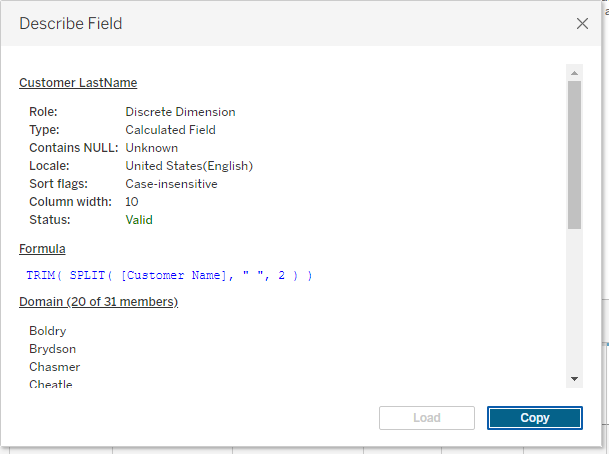 Describe Field
Customer LastName
Role: Discrete Dimension
Type: Calculated Field
Contains NULL: Unknown
Locale: United States(English)
Sort flags: Case-insensitive
Column width: 10
Status: Valid
Formula
TRIM( SPLIT( [Customer Name], " ", 2 ) )
Domain (20 of 31 members)
Boldry
Brydson
Chasmer
Cheatle
Load
Copy